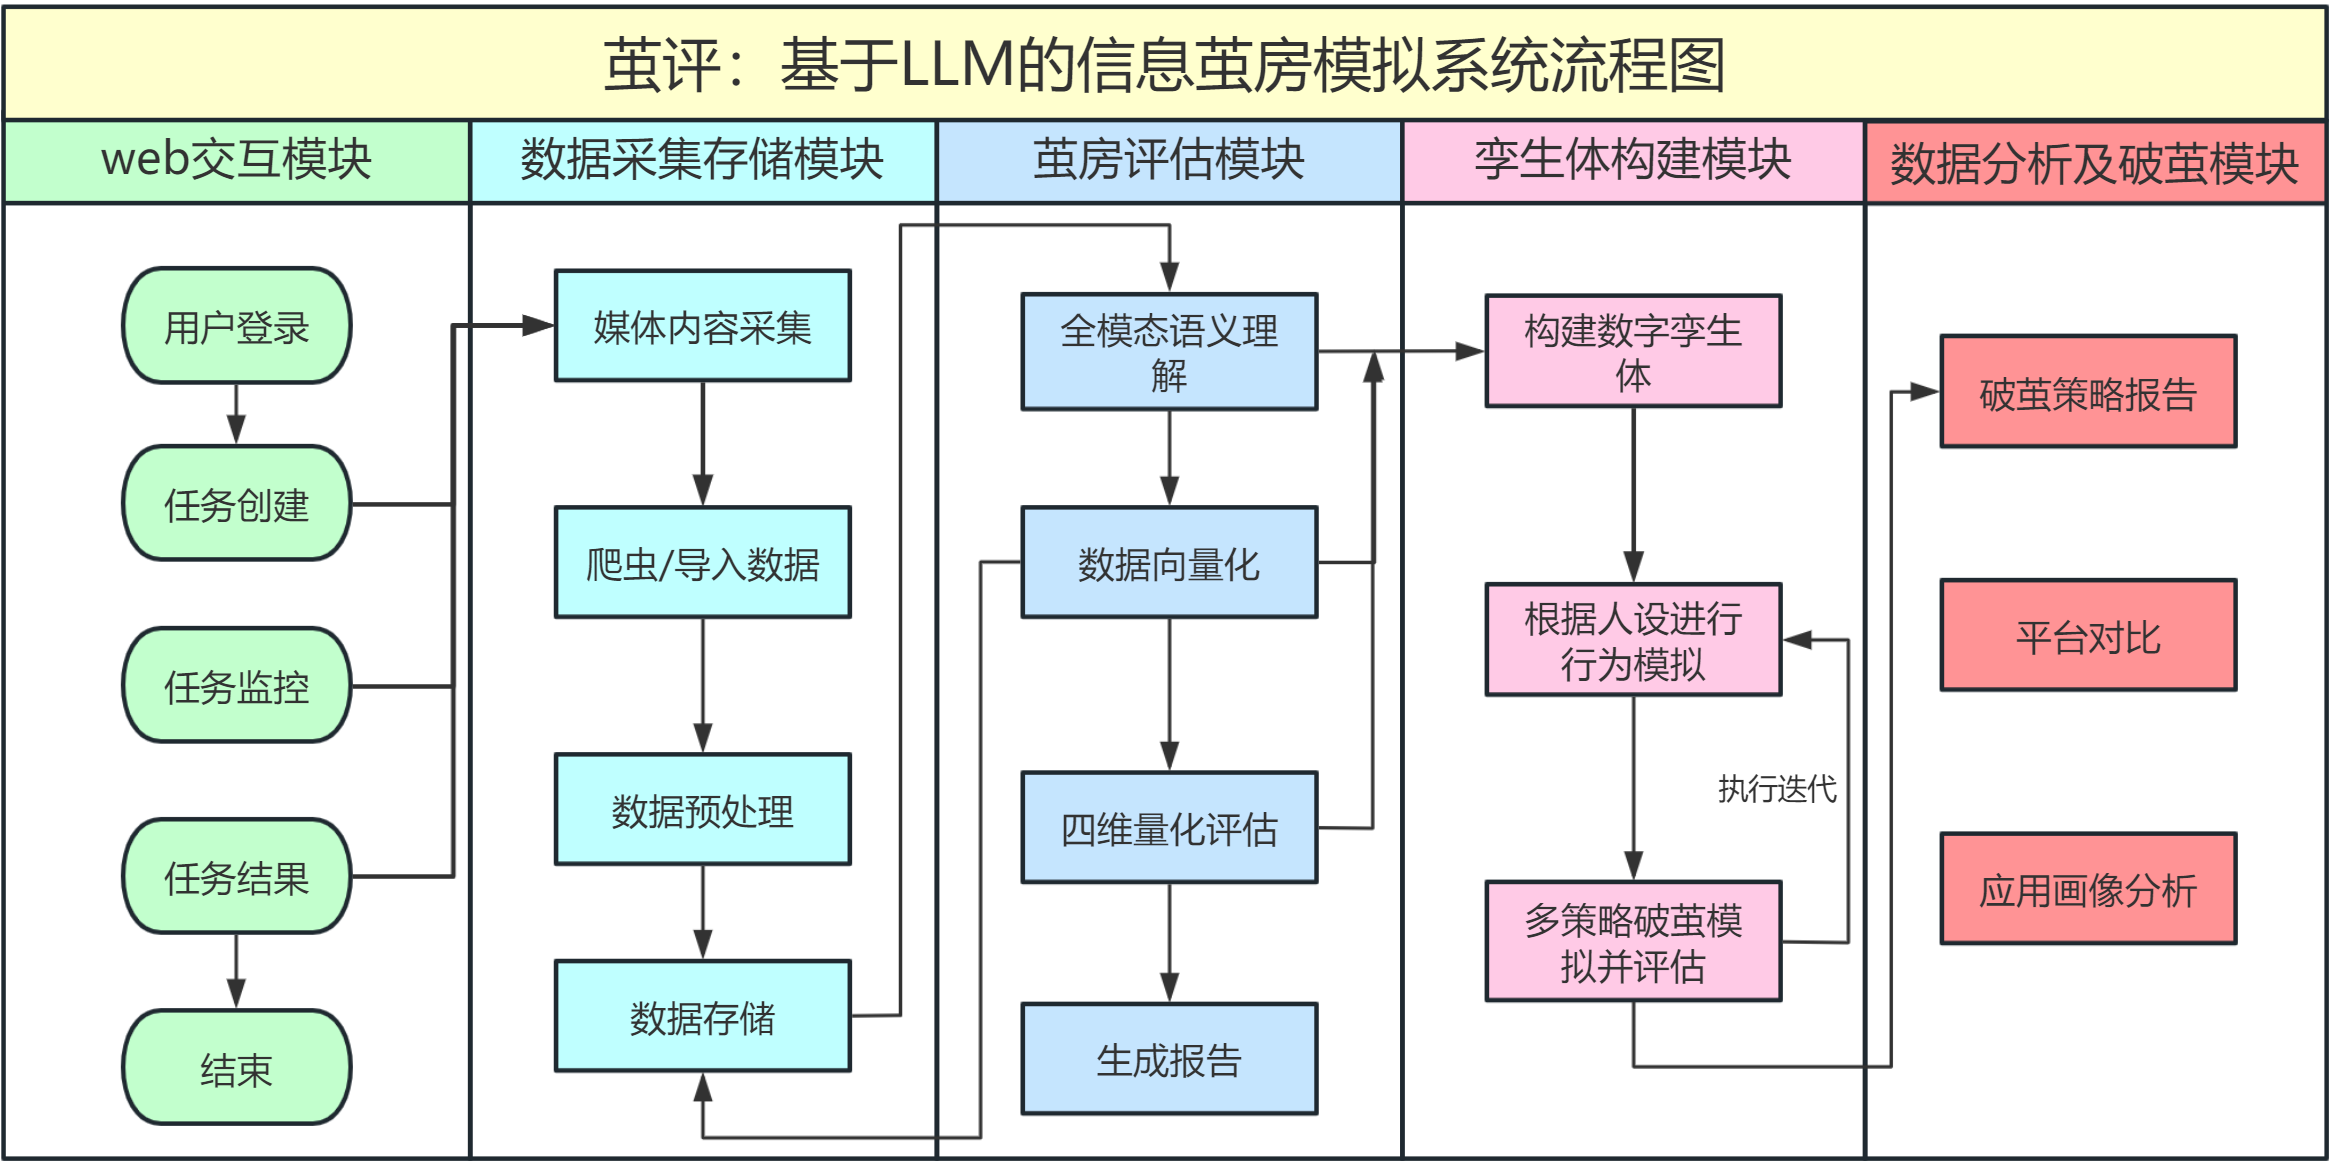 茧评：基于LLM的信息茧房模拟系统流程图
web交互模块
数据采集存储模块
茧房评估模块
孪生体构建模块
数据分析及破茧模块
用户登录
任务创建
任务监控
任务结果
结束
媒体内容采集
爬虫/导入数据
数据预处理
数据存储
全模态语义理
解
数据向量化
四维量化评估
生成报告
构建数字孪生
体
根据人设进行
行为模拟
执行迭代
多策略破茧模
拟并评估
破茧策略报告
平台对比
应用画像分析